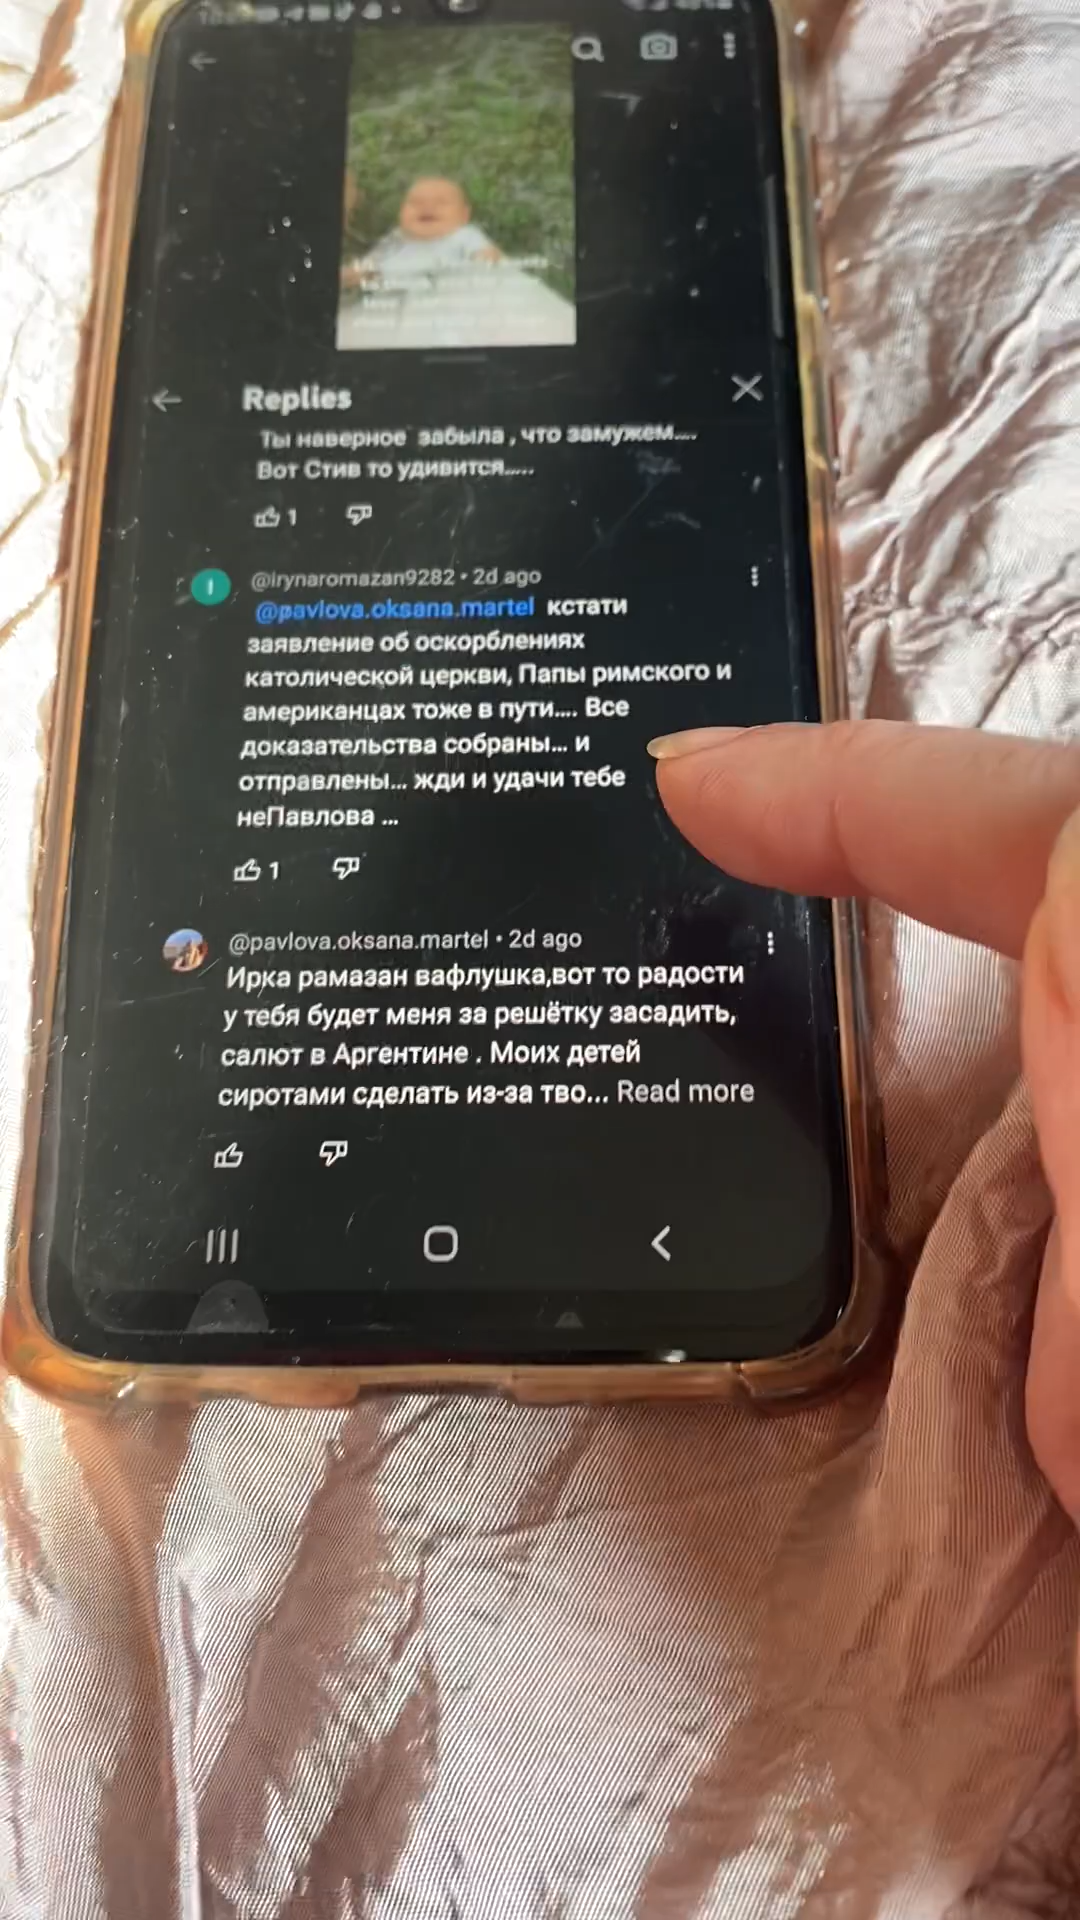 Replies
Ты наверное забыла , что замужем....
Вот Стив то удивится.....
1
I
@irynaromazan9282 • 2d ago
@pavlova.oksana.martel кстати
заявление об оскорблениях
католической церкви, Папы римского и
американцах тоже в пути.... Все
доказательства собраны... и
отправлены... жди и удачи тебе
неПавлова ...
1
@pavlova.oksana.martel • 2d ago
Ирка рамазан вафлушка,вот то радости
у тебя будет меня за решётку засадить,
салют в Аргентине . Моих детей
сиротами сделать из-за тво... Read more